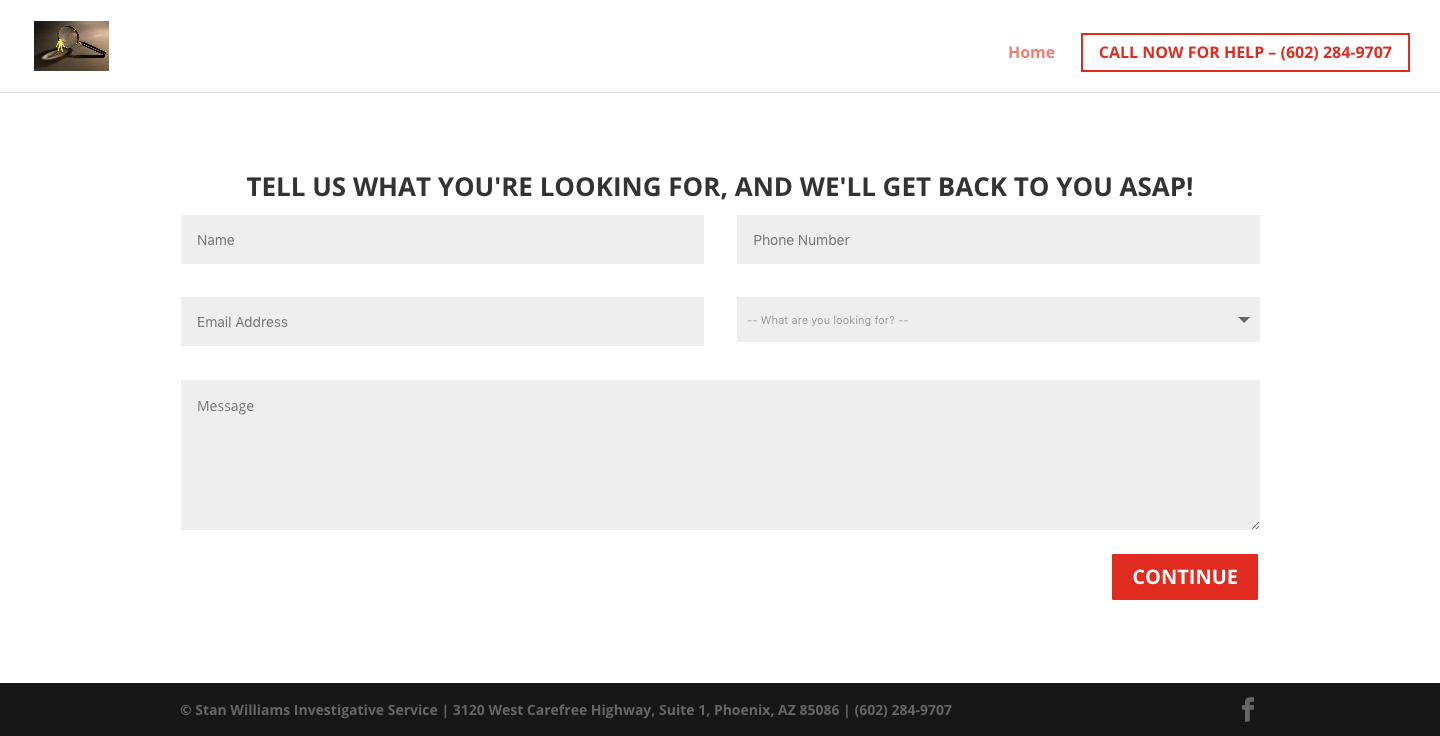 Home
CALL NOW FOR HELP – (602) 284-9707
TELL US WHAT YOU'RE LOOKING FOR, AND WE'LL GET BACK TO YOU ASAP!
Name
Phone Number
Email Address
-- What are you looking for? --
Message
CONTINUE
© Stan Williams Investigative Service | 3120 West Carefree Highway, Suite 1, Phoenix, AZ 85086 | (602) 284-9707